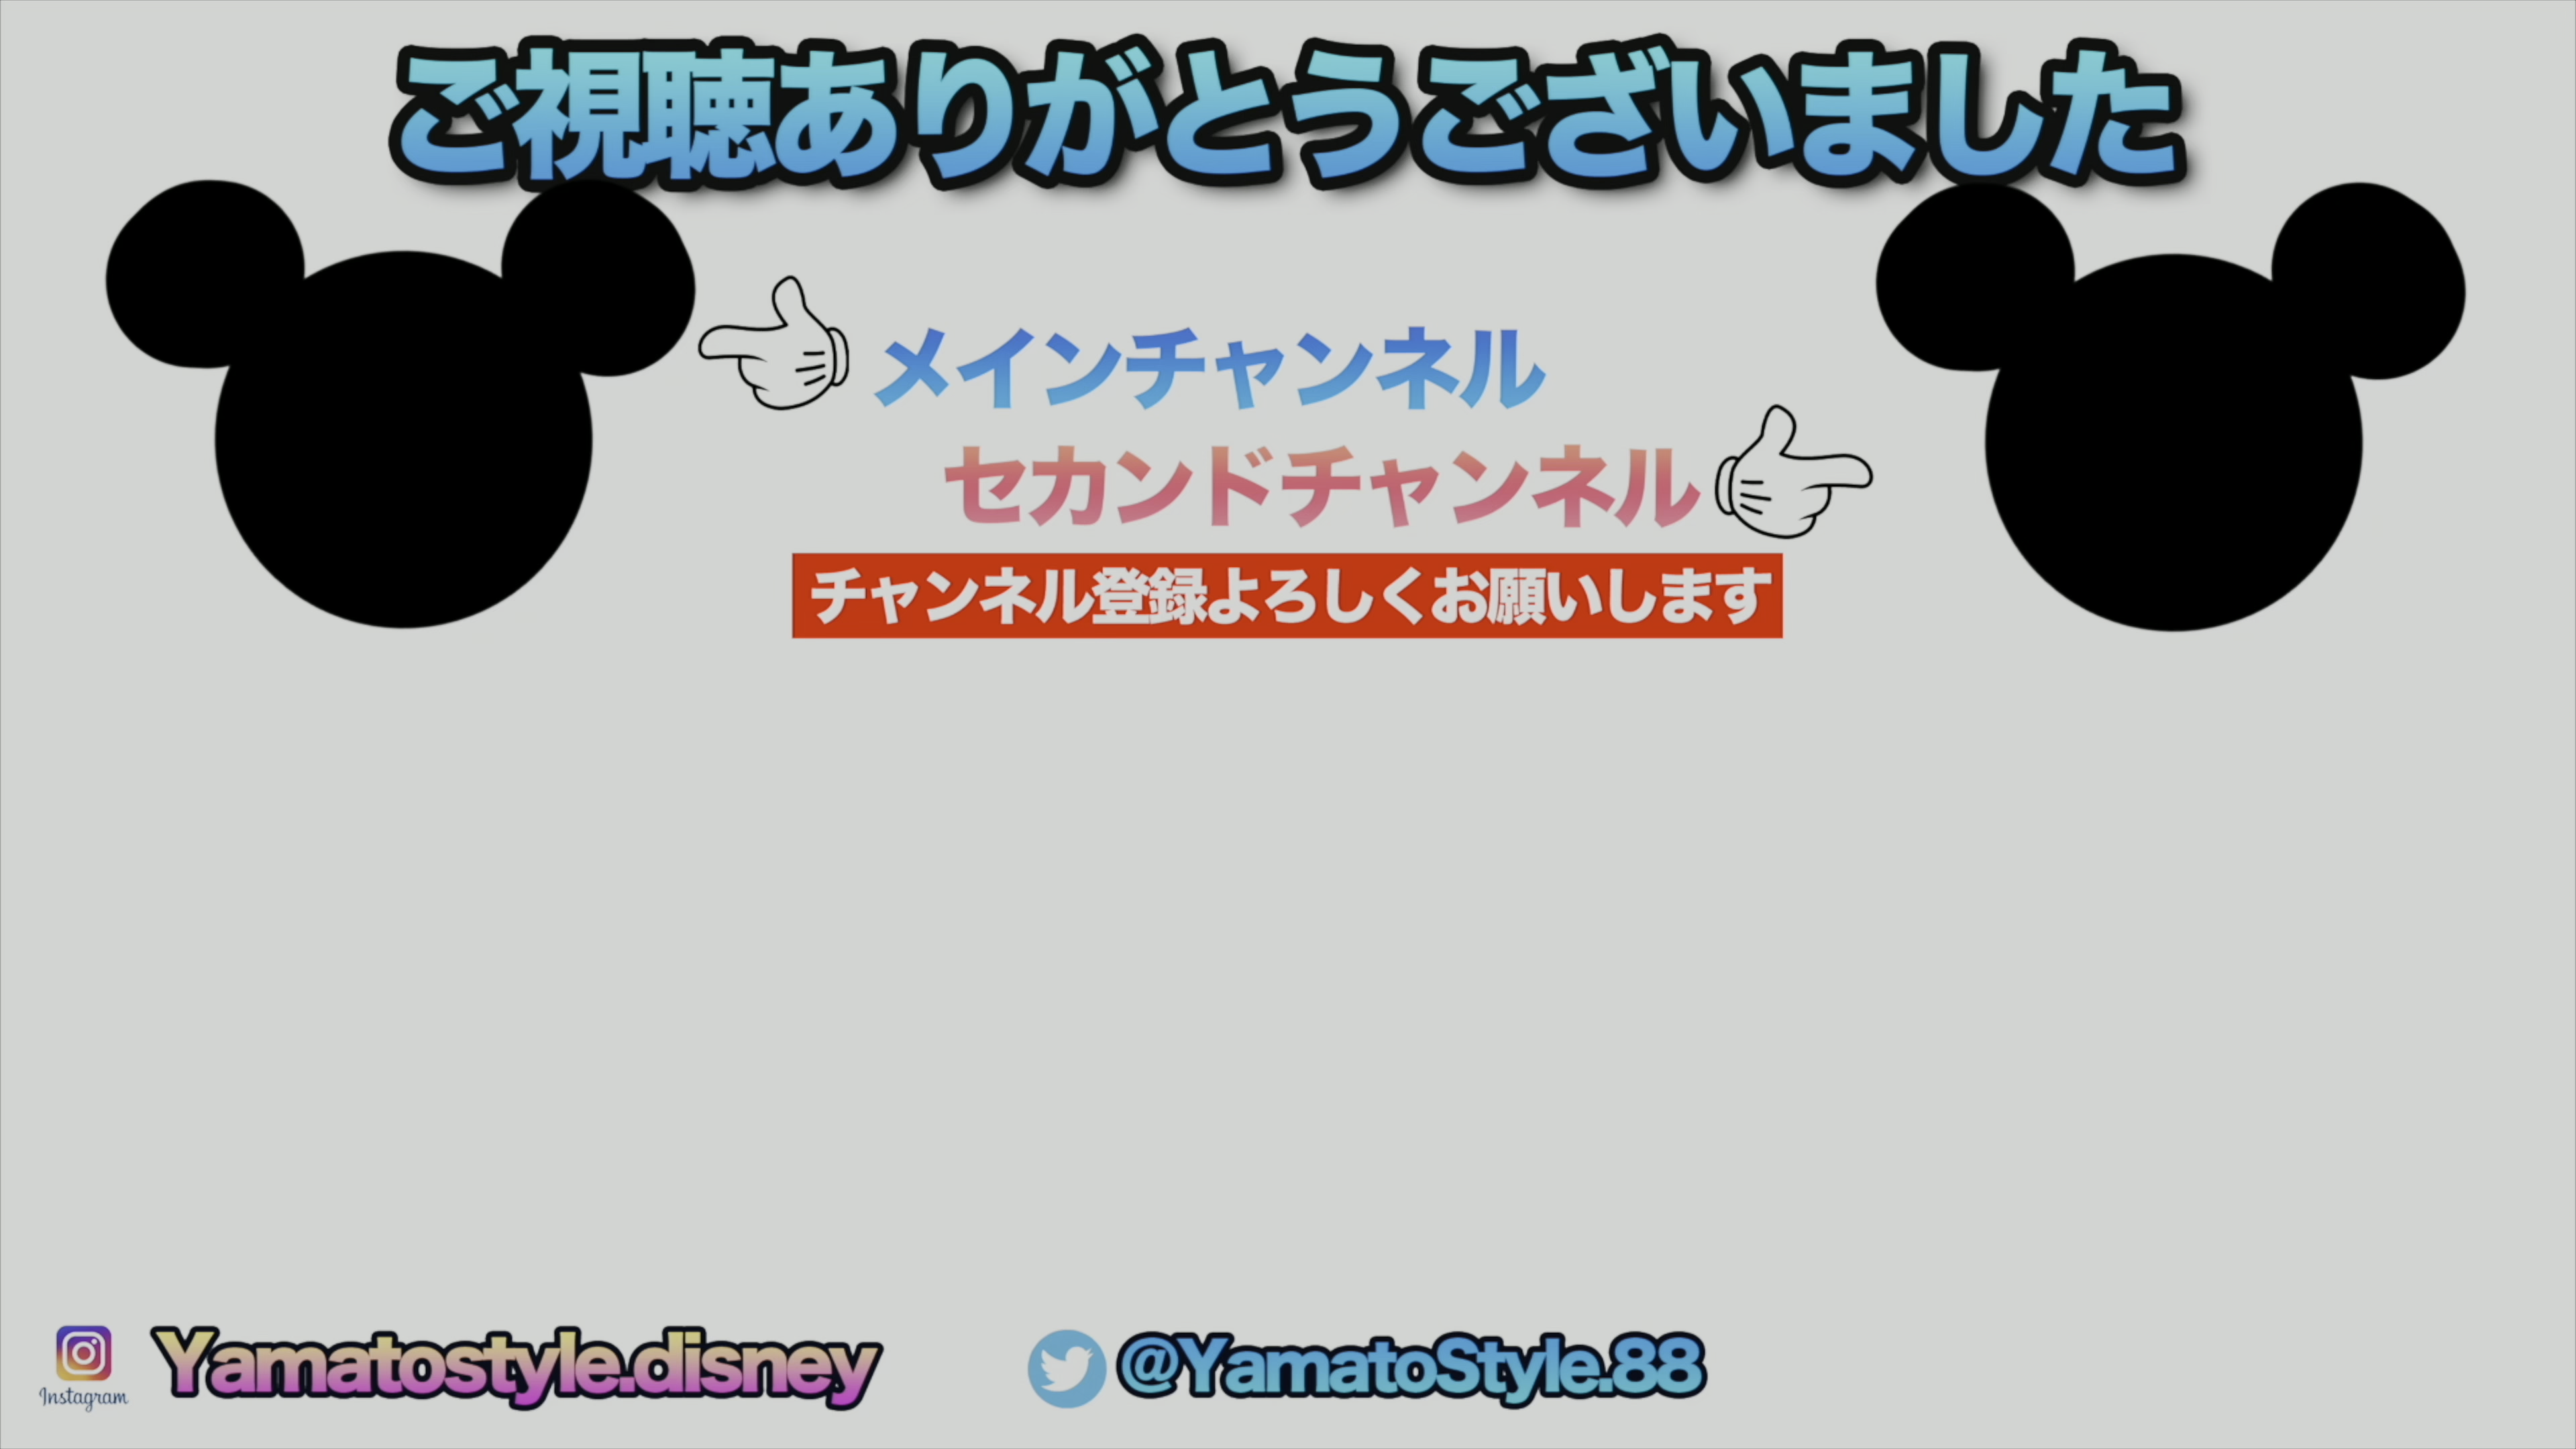 ご視聴ありがとうございました
メインチャンネル
セカンドチャンネル
チャンネル登録よろしくお願いします
Instagram
Yamatostyle.disney
@YamatoStyle.88